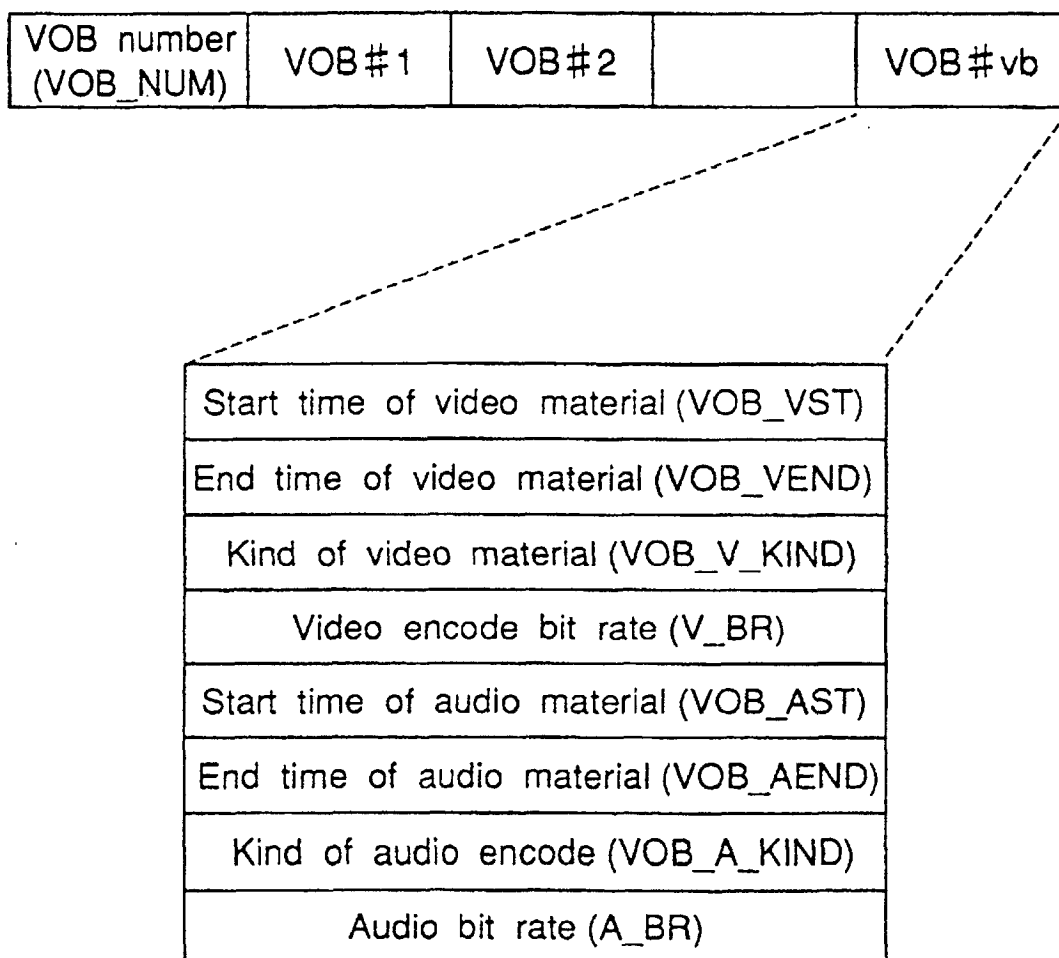 VOB number
(VOB_NUM)
VOB#1
VOB#2
VOB#vb
Start time of video material (VOB_VST)
End time of video material (VOB_VEND)
Kind of video material (VOB_V_KIND)
Video encode bit rate (V_BR)
Start time of audio material (VOB_AST)
End time of audio material (VOB_AEND)
Kind of audio encode (VOB_A_KIND)
Audio bit rate (A_BR)